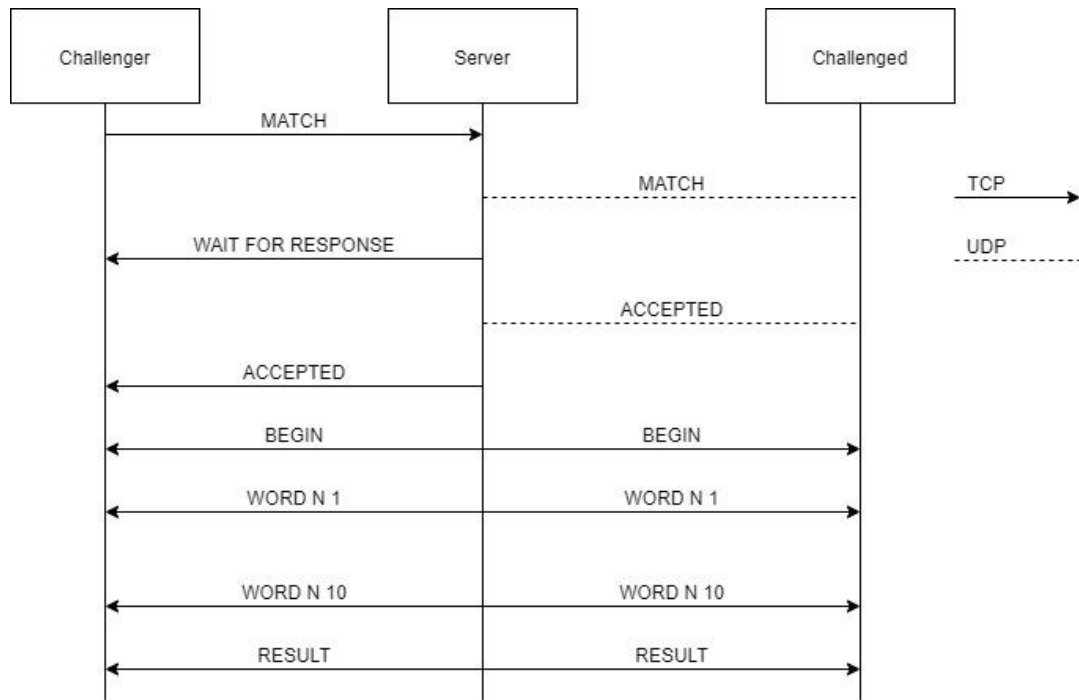 Challenger
Server
Challenged
MATCH
MATCH
TCP
WAIT FOR RESPONSE
UDP
ACCEPTED
ACCEPTED
BEGIN
BEGIN
WORD N 1
WORD N 1
WORD N 10
WORD N 10
RESULT
RESULT